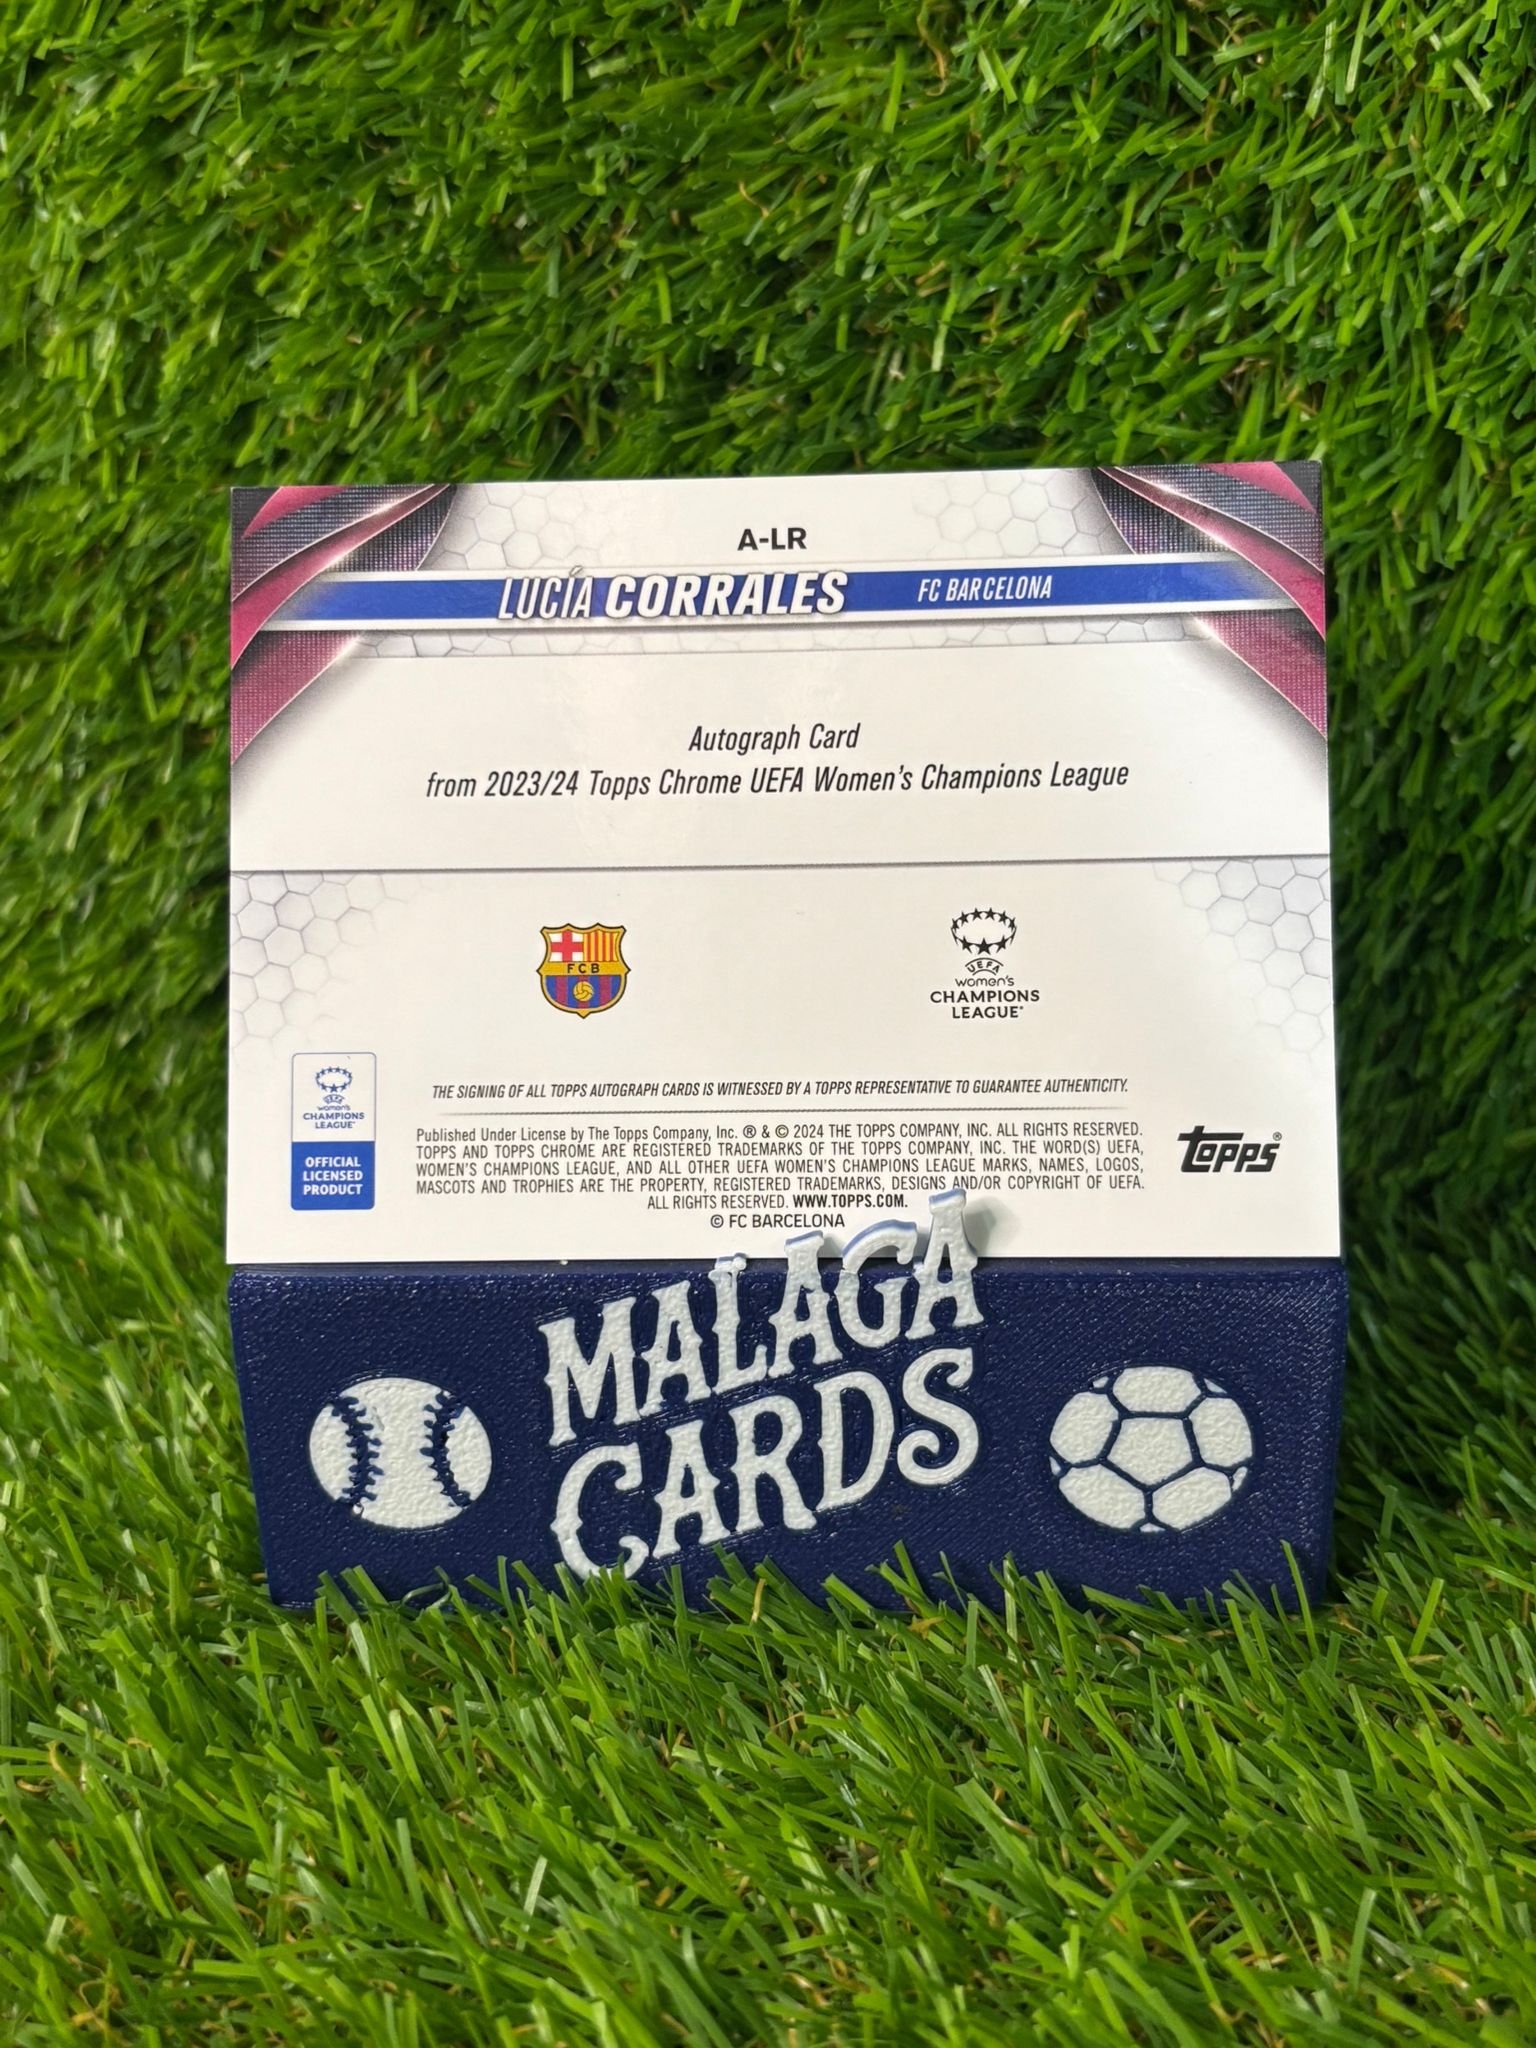 A-LR
LUCÍA CORRALES FC BARCELONA
Autograph Card
from 2023/24 Topps Chrome UEFA Women's Champions League
FCB
UEFA
women's
CHAMPIONS
LEAGUE®
UEFA
women's
CHAMPIONS
LEAGUE®
OFFICIAL
LICENSED
PRODUCT
THE SIGNING OF ALL TOPPS AUTOGRAPH CARDS IS WITNESSED BY A TOPPS REPRESENTATIVE TO GUARANTEE AUTHENTICITY.
Published Under License by The Topps Company, Inc. ® & © 2024 THE TOPPS COMPANY, INC. ALL RIGHTS RESERVED.
TOPPS AND TOPPS CHROME ARE REGISTERED TRADEMARKS OF THE TOPPS COMPANY, INC. THE WORD(S) UEFA,
WOMEN'S CHAMPIONS LEAGUE, AND ALL OTHER UEFA WOMEN'S CHAMPIONS LEAGUE MARKS, NAMES, LOGOS,
MASCOTS AND TROPHIES ARE THE PROPERTY, REGISTERED TRADEMARKS, DESIGNS AND/OR COPYRIGHT OF UEFA.
ALL RIGHTS RESERVED. WWW.TOPPS.COM.
© FC BARCELONA
topps®
MALAGA
CARDS